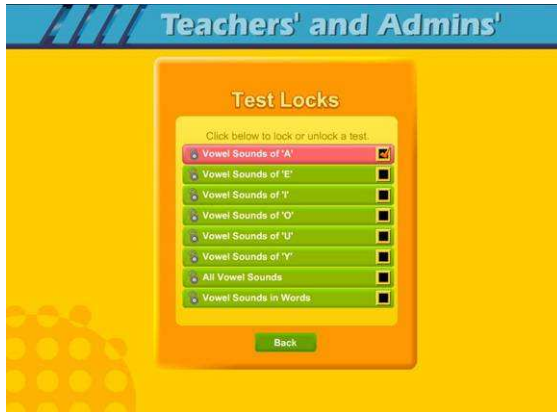 Teachers' and Admins'
Test Locks
Click below to lock or unlock a test.
Vowel Sounds of 'A'
Vowel Sounds of 'E'
Vowel Sounds of 'I'
Vowel Sounds of 'O'
Vowel Sounds of 'U'
Vowel Sounds of 'Y'
All Vowel Sounds
Vowel Sounds in Words
Back